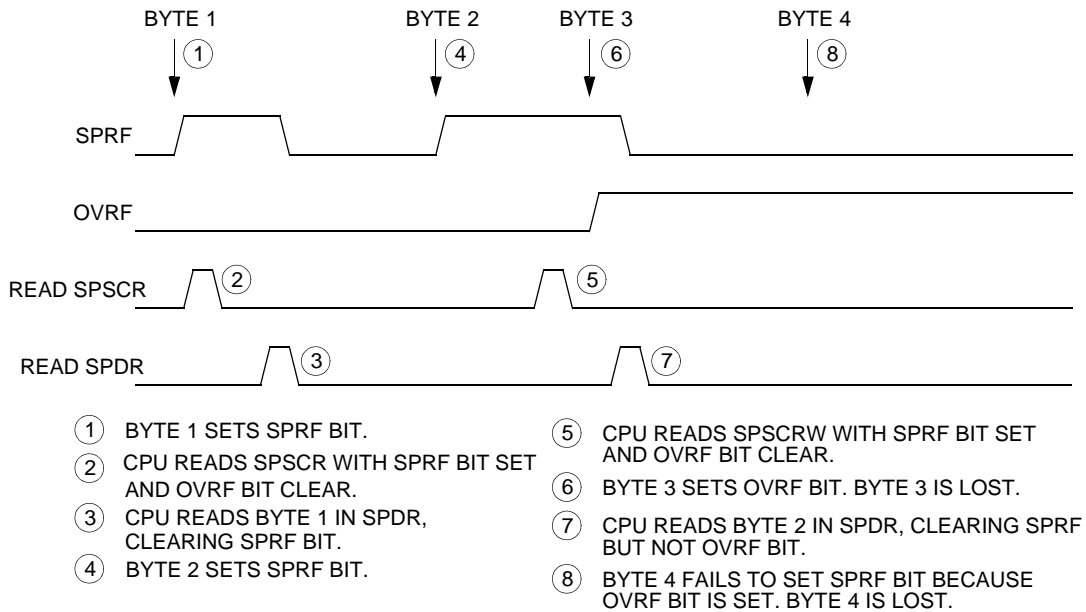 BYTE 1 BYTE 2 BYTE 3 BYTE 4
1 4 6 8
SPRF
OVRF
READ SPSCR 2 5
READ SPDR 3 7
1 BYTE 1 SETS SPRF BIT.
2 CPU READS SPSCR WITH SPRF BIT SET
AND OVRF BIT CLEAR.
3 CPU READS BYTE 1 IN SPDR,
CLEARING SPRF BIT.
4 BYTE 2 SETS SPRF BIT.
5 CPU READS SPSCRW WITH SPRF BIT SET
AND OVRF BIT CLEAR.
6 BYTE 3 SETS OVRF BIT. BYTE 3 IS LOST.
7 CPU READS BYTE 2 IN SPDR, CLEARING SPRF
BUT NOT OVRF BIT.
8 BYTE 4 FAILS TO SET SPRF BIT BECAUSE
OVRF BIT IS SET. BYTE 4 IS LOST.